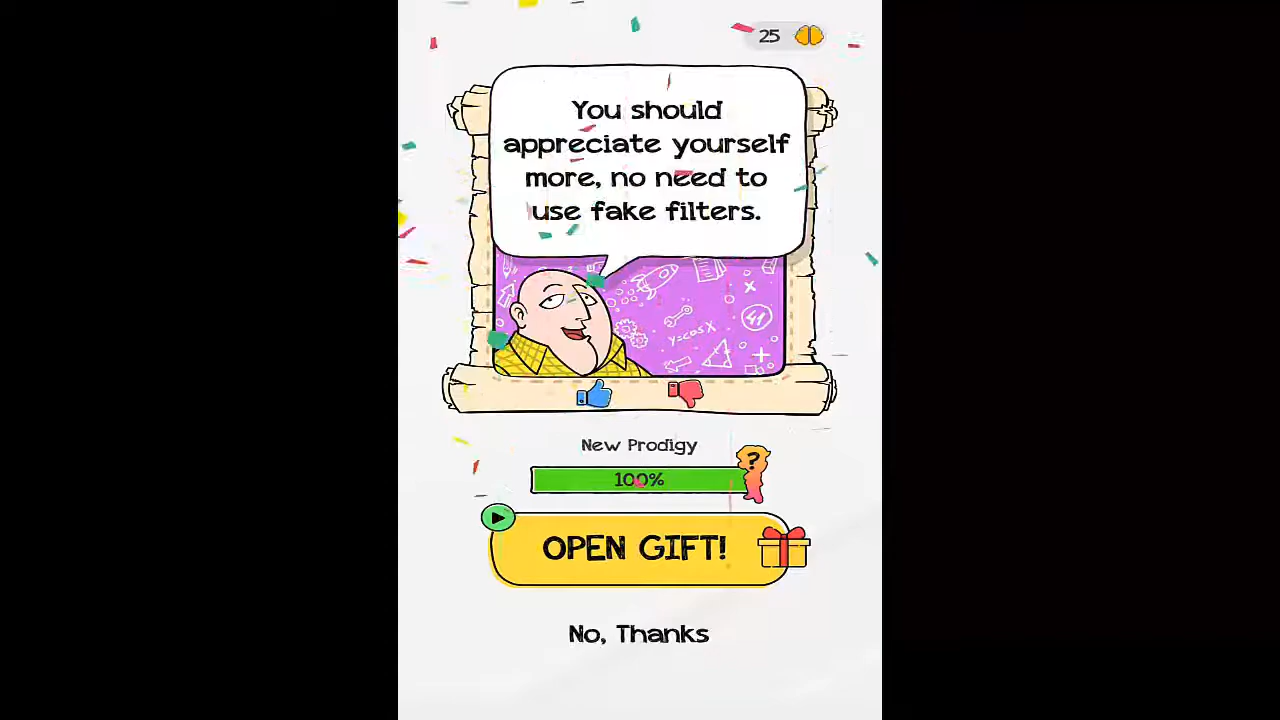 25
You should
appreciate yourself
more, no need to
use fake filters.
y=cosx
New Prodigy
?
100%
OPEN GIFT!
No, Thanks